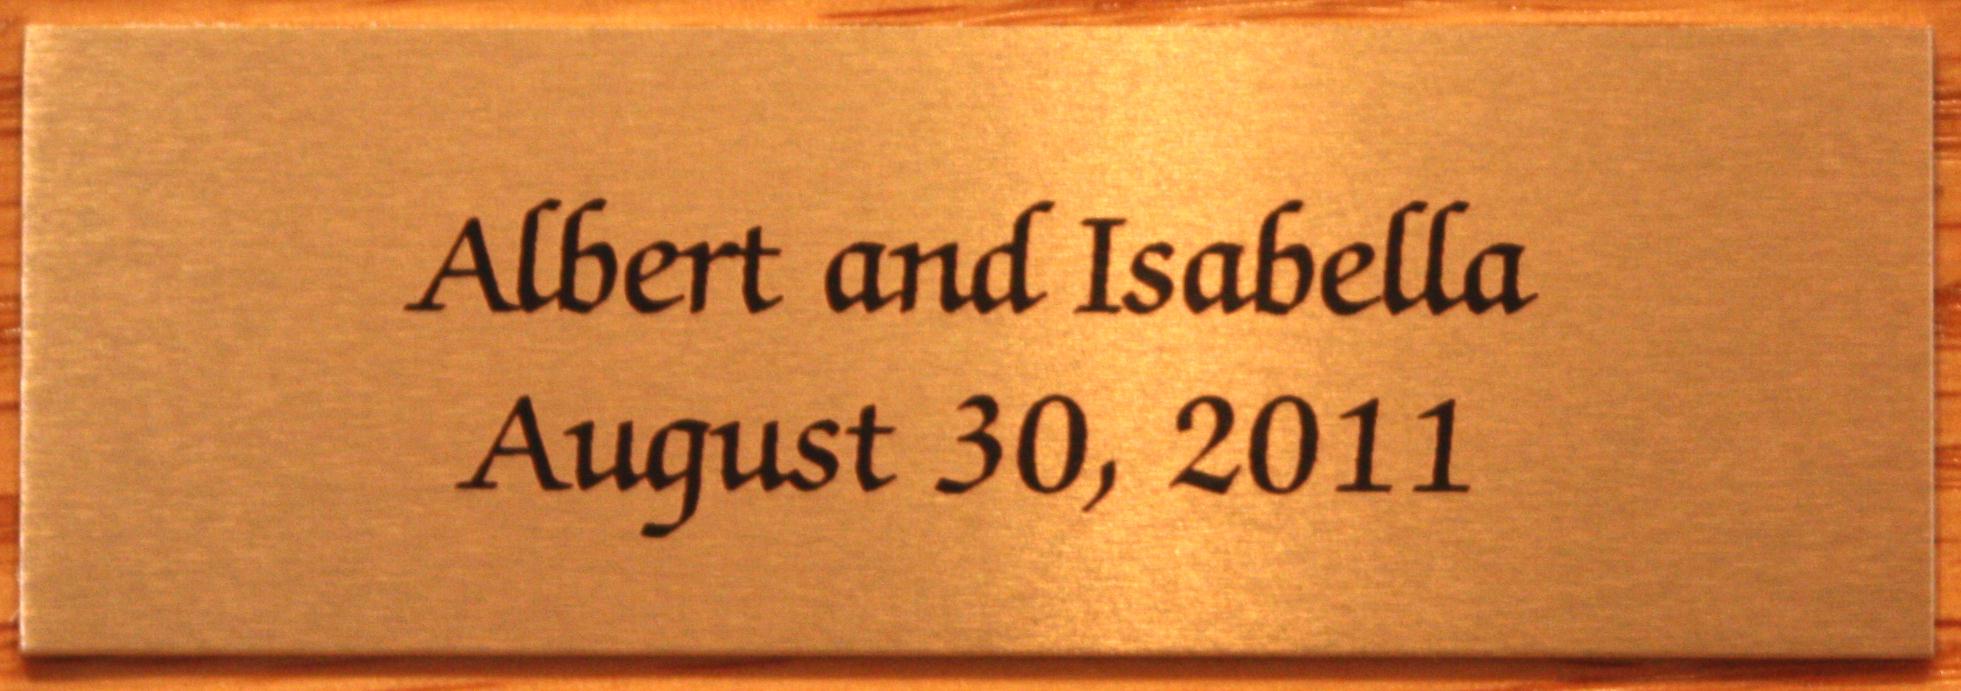 Albert and Isabella
August 30, 2011